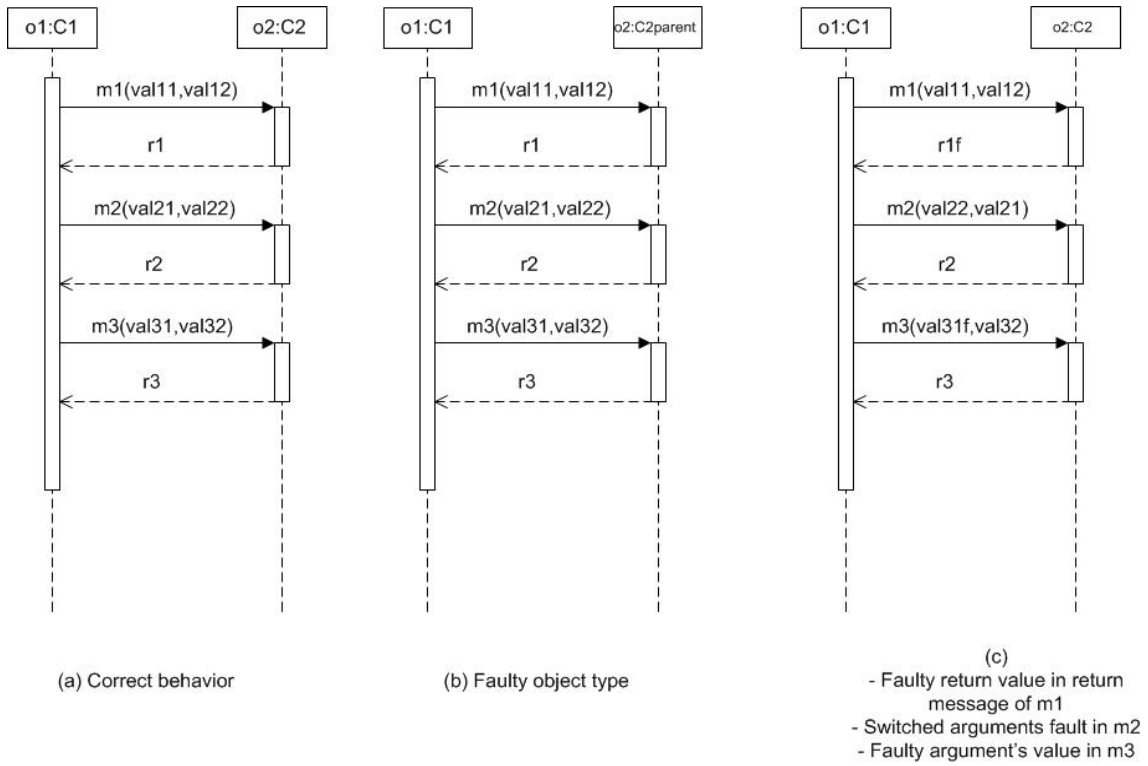 o1:C1
o2:C2
m1(val11,val12)
r1
m2(val21,val22)
r2
m3(val31,val32)
r3
(a) Correct behavior
o1:C1
o2:C2parent
m1(val11,val12)
r1
m2(val21,val22)
r2
m3(val31,val32)
r3
(b) Faulty object type
o1:C1
o2:C2
m1(val11,val12)
r1f
m2(val22,val21)
r2
m3(val31f,val32)
r3
(c)
- Faulty return value in return
message of m1
- Switched arguments fault in m2
- Faulty argument's value in m3